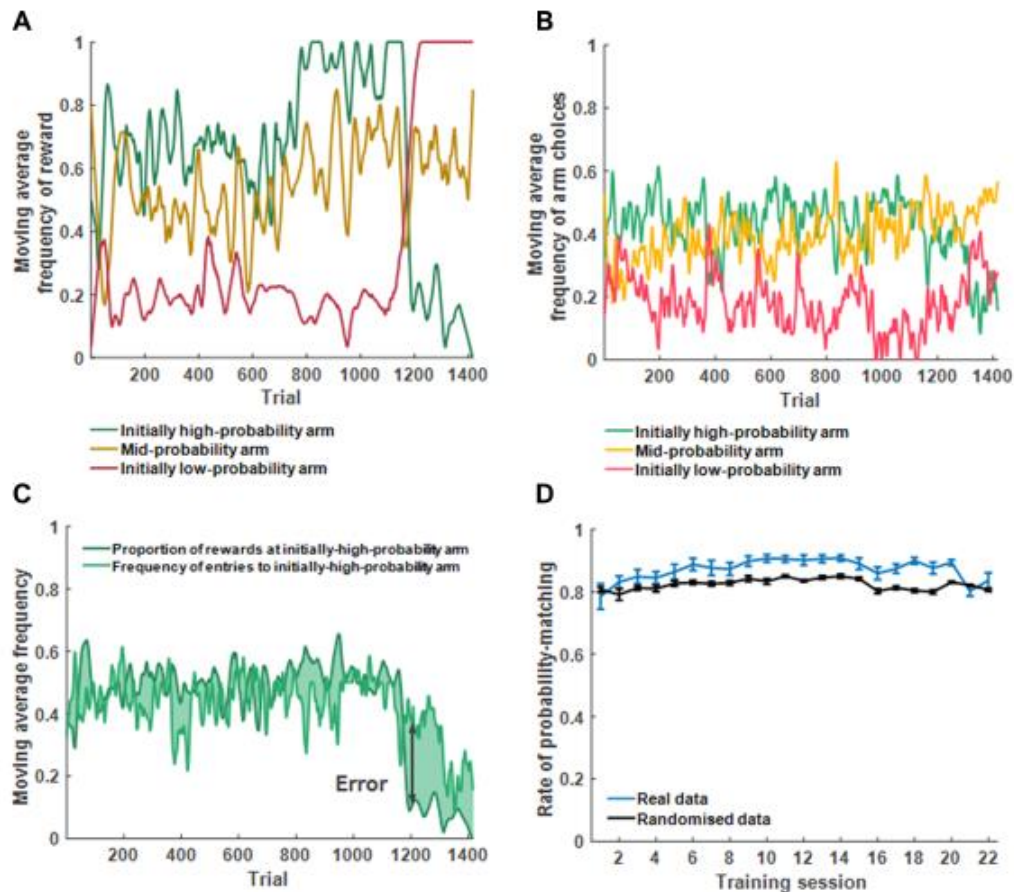 A
Moving average
frequency of reward
1
0.8
0.6
0.4
0.2
0
200 400 600 800 1000 1200 1400
Trial
Initially high-probability arm
Mid-probability arm
Initially low-probability arm
B
Moving average
frequency of arm choices
1
0.8
0.6
0.4
0.2
0
200 400 600 800 1000 1200 1400
Trial
Initially high-probability arm
Mid-probability arm
Initially low-probability arm
C
Moving average frequency
1
0.8
0.6
0.4
0.2
0
Proportion of rewards at initially-high-probability arm
Frequency of entries to initially-high-probability arm
Error
200 400 600 800 1000 1200 1400
Trial
D
Rate of probability-matching
1
0.8
0.6
0.4
0.2
0
Real data
Randomised data
2 4 6 8 10 12 14 16 18 20 22
Training session